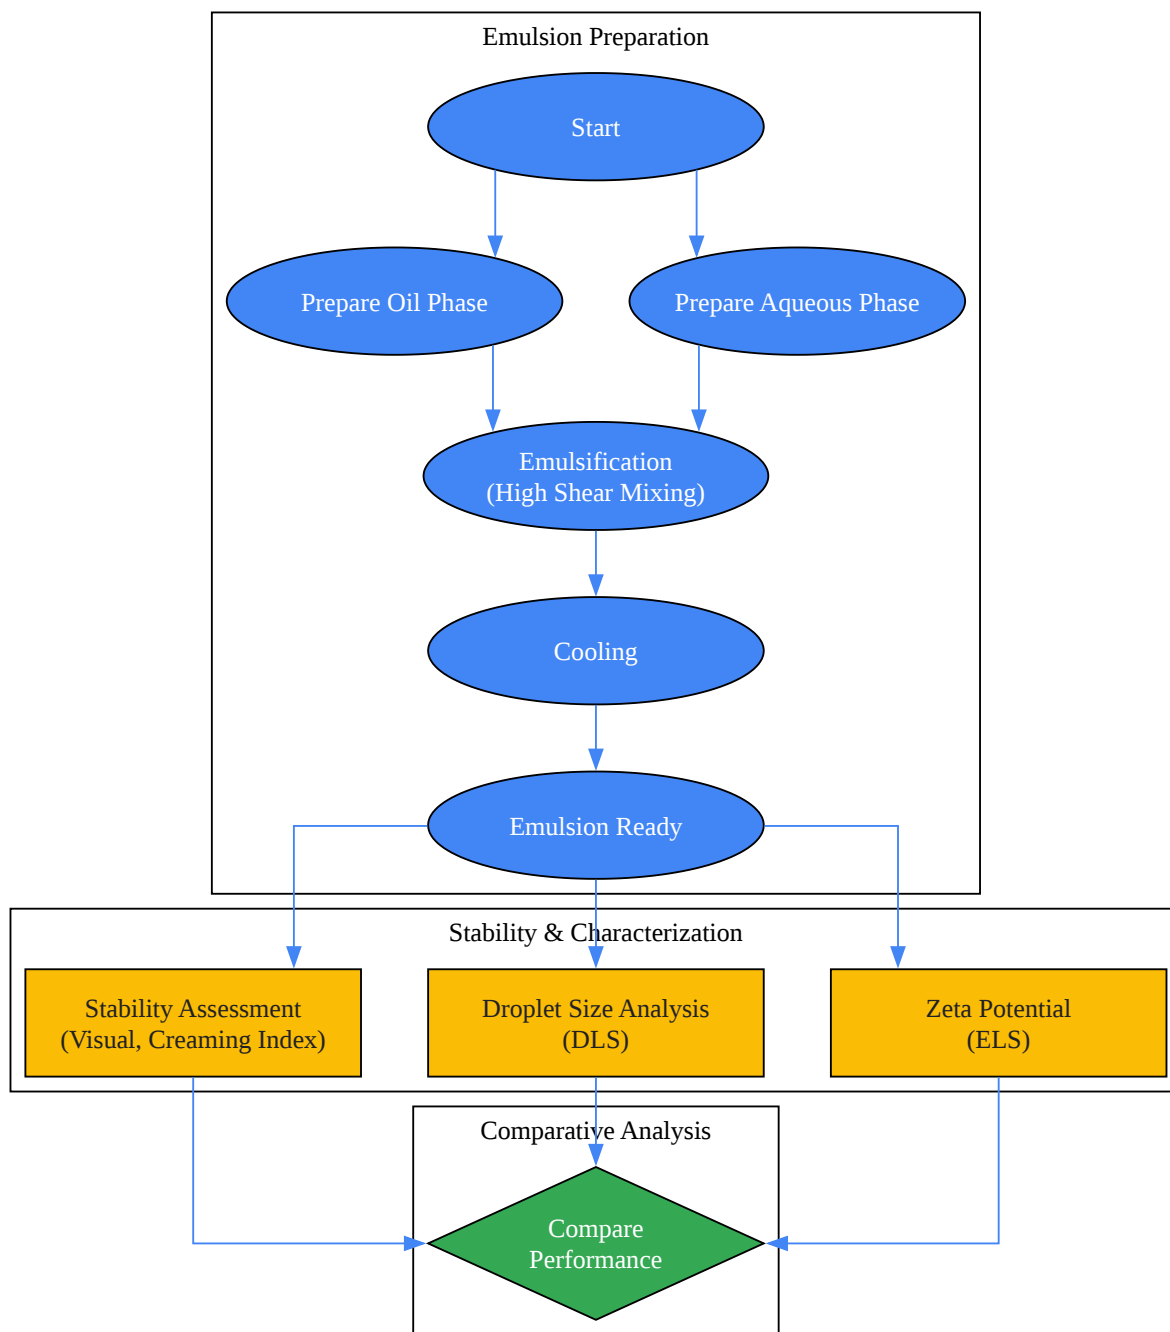 Emulsion Preparation
Start
Prepare Oil Phase
Prepare Aqueous Phase
Emulsification
(High Shear Mixing)
Cooling
Emulsion Ready
Stability & Characterization
Stability Assessment
(Visual, Creaming Index)
Droplet Size Analysis
(DLS)
Zeta Potential
(ELS)
Comparative Analysis
Compare
Performance